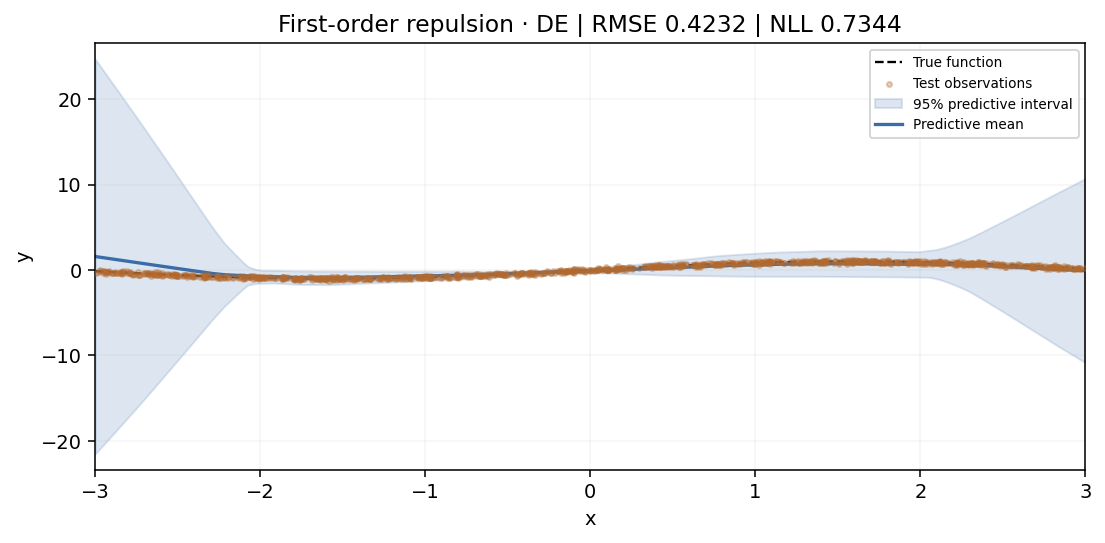 First-order repulsion · DE | RMSE 0.4232 | NLL 0.7344
True function
Test observations
95% predictive interval
Predictive mean
20
10
0
−10
−20
y
−3
−2
−1
0
1
2
3
x